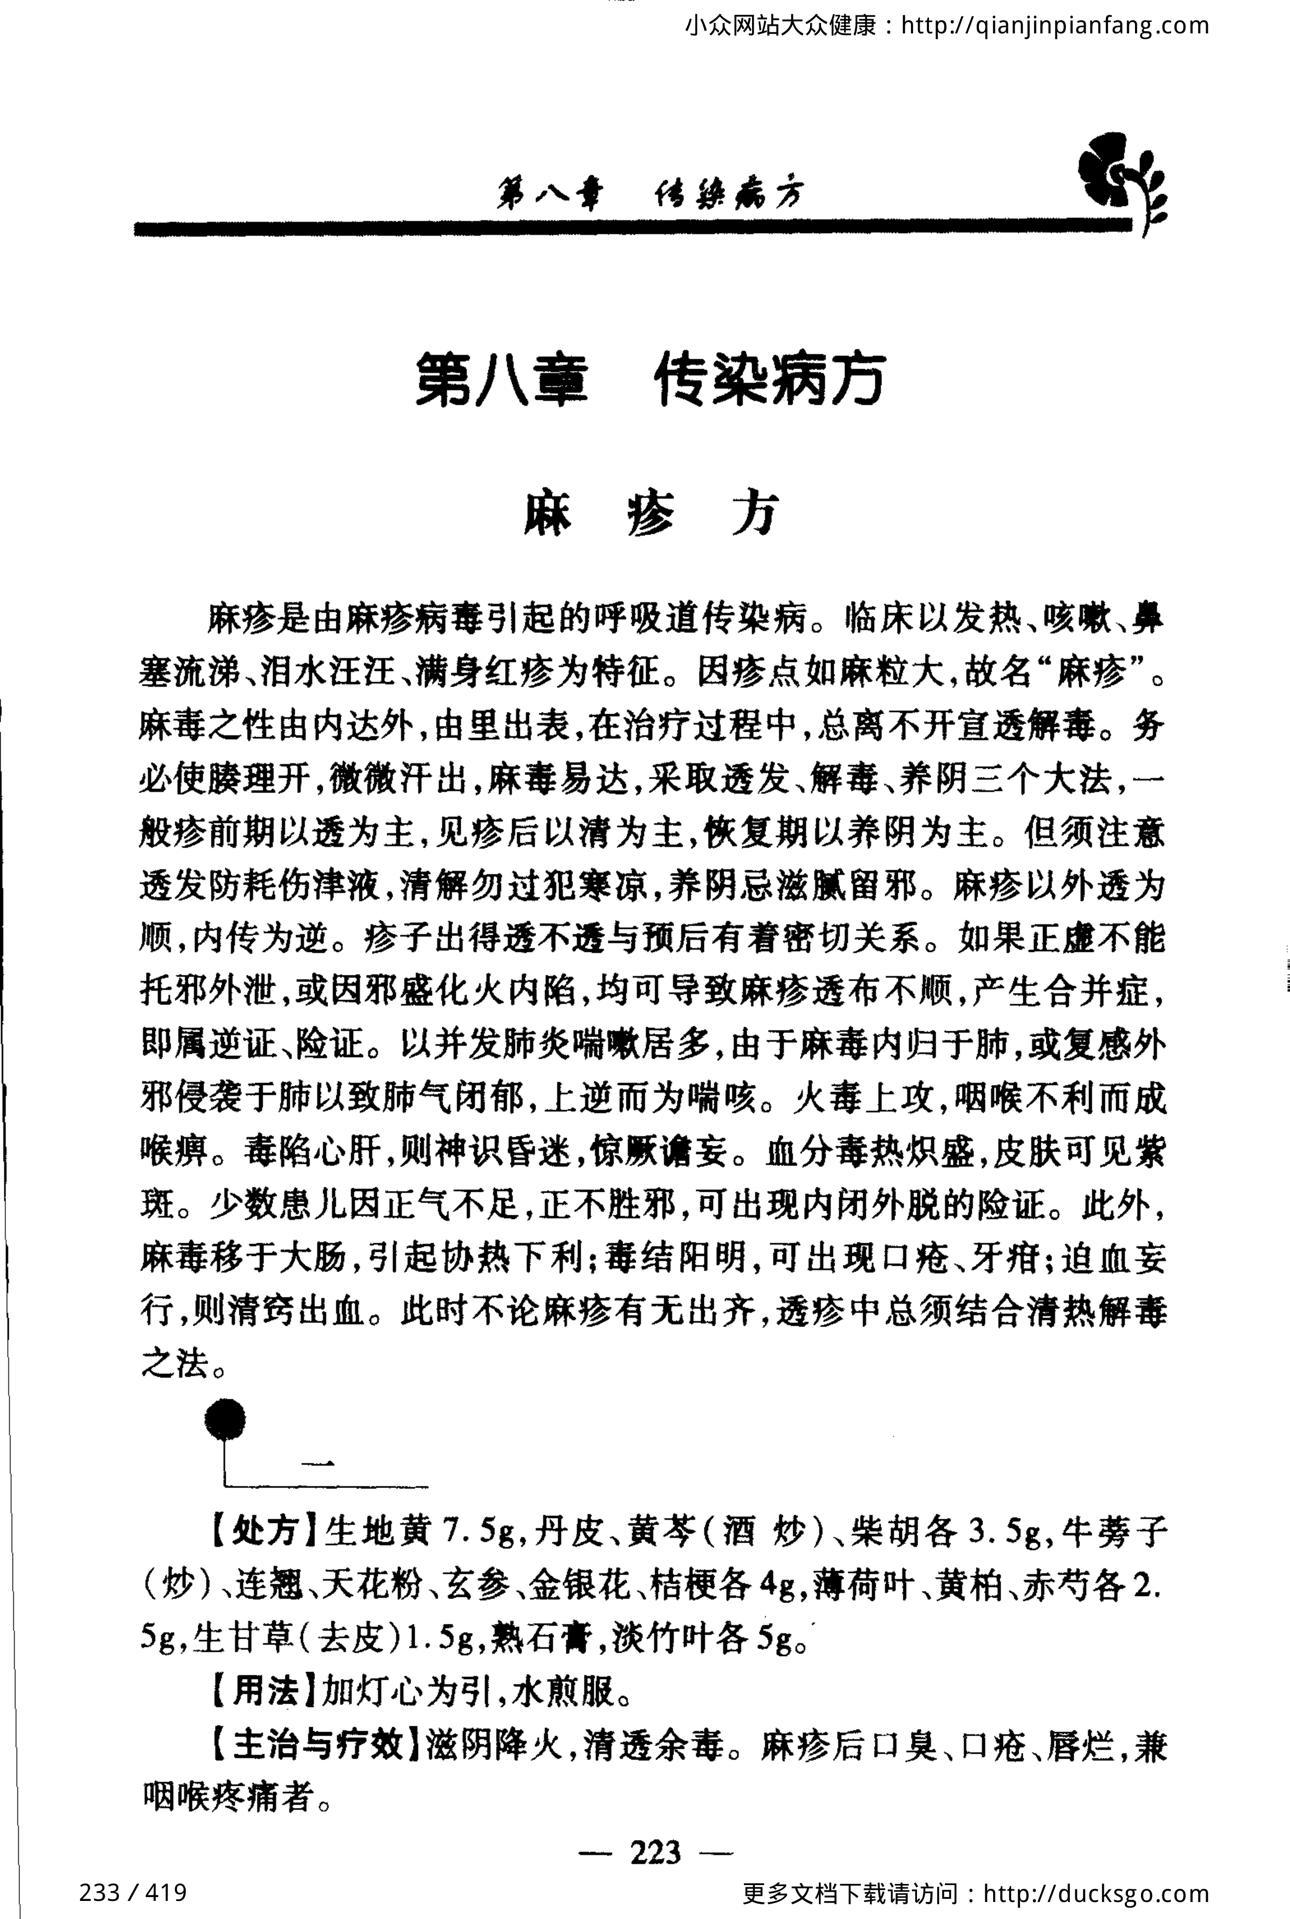 小众网站大众健康：http://qianjinpianfang.com
第八章　传染病方
第八章　传染病方
麻　疹　方
麻疹是由麻疹病毒引起的呼吸道传染病。临床以发热、咳嗽、鼻
塞流涕、泪水汪汪、满身红疹为特征。因疹点如麻粒大,故名“麻疹”。
麻毒之性由内达外,由里出表,在治疗过程中,总离不开宣透解毒。务
必使腠理开,微微汗出,麻毒易达,采取透发、解毒、养阴三个大法,一
般疹前期以透为主,见疹后以清为主,恢复期以养阴为主。但须注意
透发防耗伤津液,清解勿过犯寒凉,养阴忌滋腻留邪。麻疹以外透为
顺,内传为逆。疹子出得透不透与预后有着密切关系。如果正虚不能
托邪外泄,或因邪盛化火内陷,均可导致麻疹透布不顺,产生合并症,
即属逆证、险证。以并发肺炎喘嗽居多,由于麻毒内归于肺,或复感外
邪侵袭于肺以致肺气闭郁,上逆而为喘咳。火毒上攻,咽喉不利而成
喉痹。毒陷心肝,则神识昏迷,惊厥谵妄。血分毒热炽盛,皮肤可见紫
斑。少数患儿因正气不足,正不胜邪,可出现内闭外脱的险证。此外,
麻毒移于大肠,引起协热下利;毒结阳明,可出现口疮、牙疳;迫血妄
行,则清窍出血。此时不论麻疹有无出齐,透疹中总须结合清热解毒
之法。
一
【处方】生地黄 7.5g,丹皮、黄芩(酒 炒)、柴胡各 3.5g,牛蒡子
(炒)、连翘、天花粉、玄参、金银花、桔梗各 4g,薄荷叶、黄柏、赤芍各 2.
5g,生甘草(去皮)1.5g,熟石膏,淡竹叶各 5g。
【用法】加灯心为引,水煎服。
【主治与疗效】滋阴降火,清透余毒。麻疹后口臭、口疮、唇烂,兼
咽喉疼痛者。
— 223 —
233 / 419
更多文档下载请访问：http://ducksgo.com